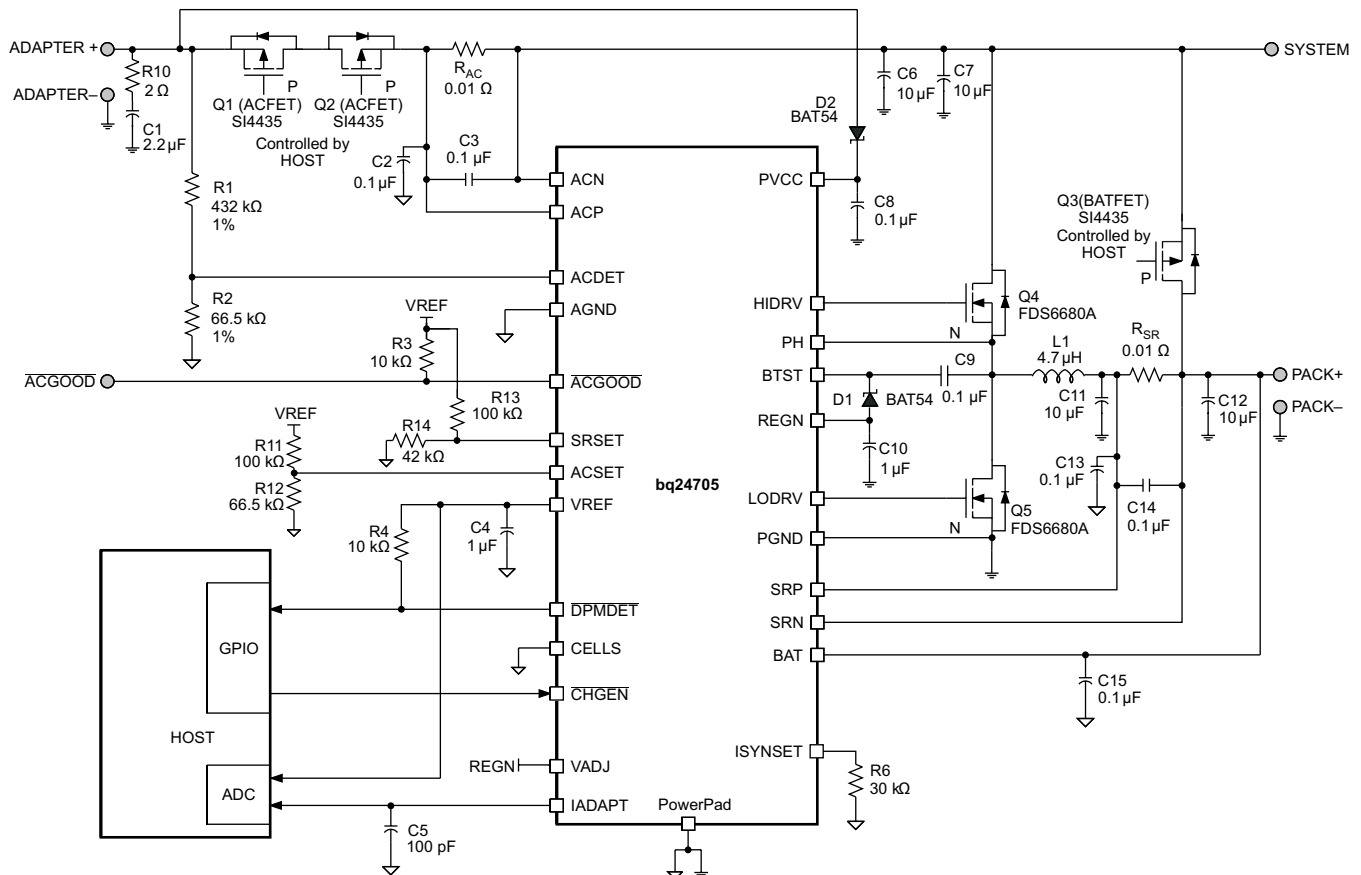 ADAPTER +
ADAPTER–
R10
2 Ω
C1
2.2 µF
P
Q1 (ACFET)
SI4435
P
Q2 (ACFET)
SI4435
Controlled by
HOST
RAC
0.01 Ω
C2
0.1 µF
C3
0.1 µF
C6
10 µF
C7
10 µF
SYSTEM
D2
BAT54
C8
0.1 µF
R1
432 kΩ
1%
R2
66.5 kΩ
1%
VREF
R3
10 kΩ
ACGOOD
R13
100 kΩ
R14
42 kΩ
VREF
R11
100 kΩ
R12
66.5 kΩ
R4
10 kΩ
C4
1 µF
GPIO
HOST
ADC
REGN
C5
100 pF
ACN
ACP
ACDET
AGND
ACGOOD
SRSET
ACSET
VREF
DPMDET
CELLS
CHGEN
VADJ
IADAPT
bq24705
PowerPad
PVCC
HIDRV
PH
BTST
REGN
LODRV
PGND
SRP
SRN
BAT
ISYNSET
Q3(BATFET)
SI4435
Controlled by
HOST
P
Q4
FDS6680A
N
L1
4.7 µH
RSR
0.01 Ω
C9
0.1 µF
D1
BAT54
C10
1 µF
C11
10 µF
C12
10 µF
PACK+
PACK–
C13
0.1 µF
C14
0.1 µF
Q5
FDS6680A
N
C15
0.1 µF
R6
30 kΩ